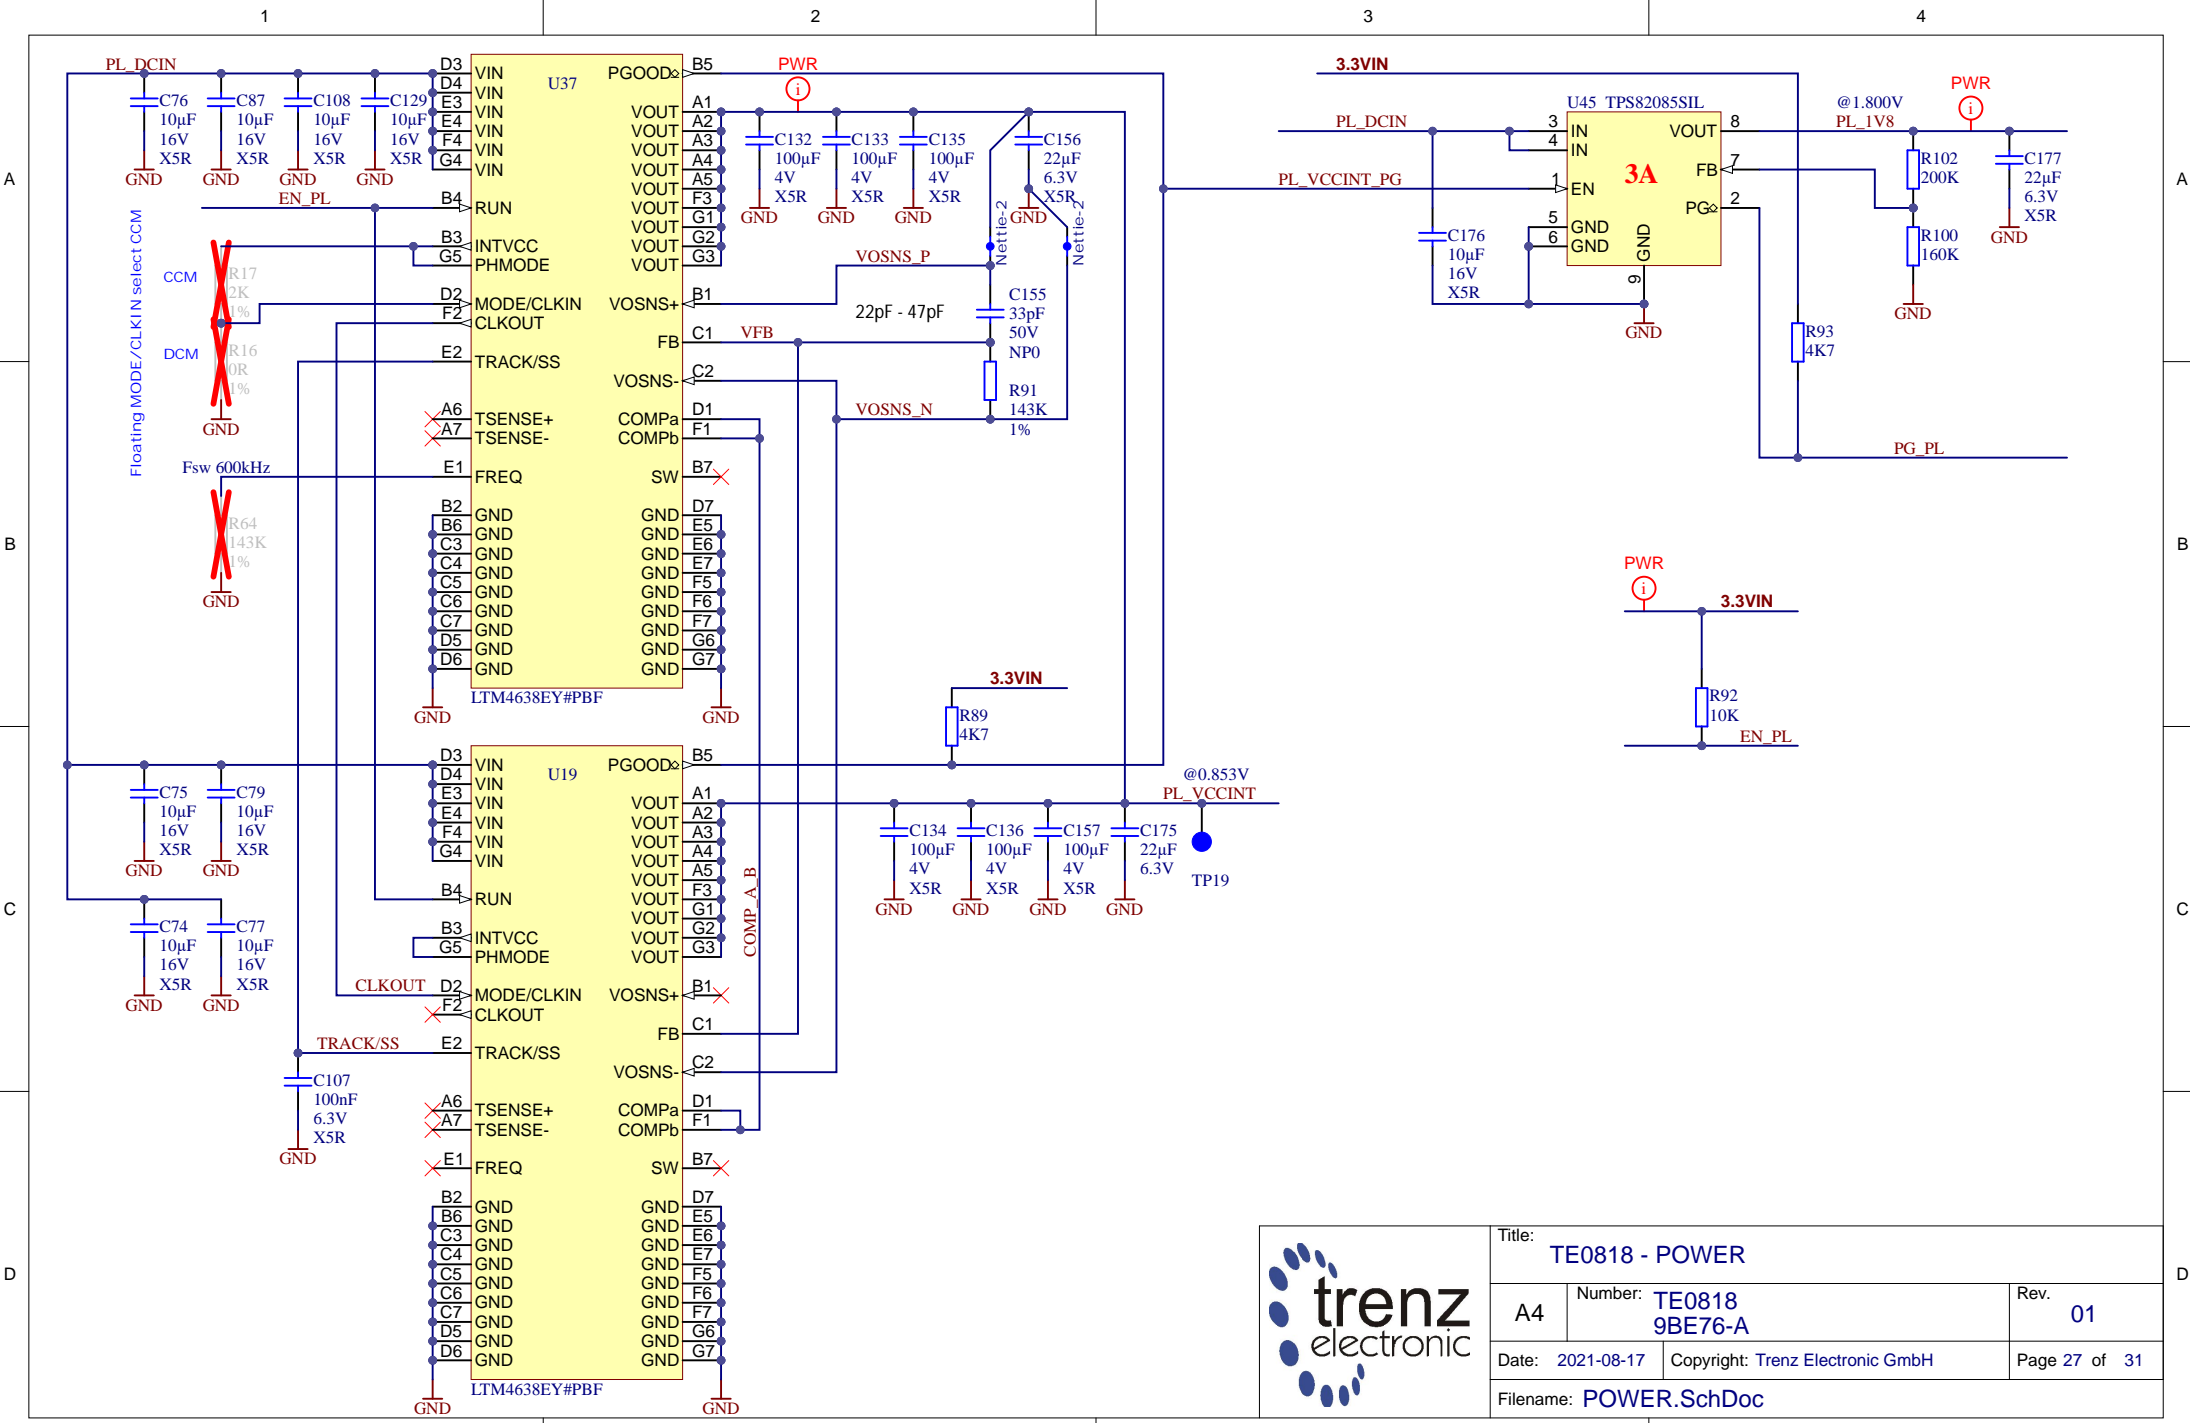 1 2 3 4
A B C D
A B C D
PL_DCIN
C76 10µF 16V X5R GND
C87 10µF 16V X5R GND
C108 10µF 16V X5R GND
C129 10µF 16V X5R GND
EN_PL
Floating MODE/CLKIN select CCM
CCM
R17 2K 1%
DCM
R16 0R 1%
GND
Fsw 600kHz
R64 143K 1%
GND
U37
D3 VIN
D4 VIN
E3 VIN
E4 VIN
F4 VIN
G4 VIN
B4 RUN
B3 INTVCC
G5 PHMODE
D2 MODE/CLKIN
F2 CLKOUT
E2 TRACK/SS
A6 TSENSE+
A7 TSENSE-
E1 FREQ
B2 GND
B6 GND
C3 GND
C4 GND
C5 GND
C6 GND
C7 GND
D5 GND
D6 GND
GND
PGOOD B5
VOUT A1
VOUT A2
VOUT A3
VOUT A4
VOUT A5
VOUT F3
VOUT G1
VOUT G2
VOUT G3
VOSNS+ B1
FB C1
VOSNS- C2
COMPa D1
COMPb F1
SW B7
GND D7
GND E5
GND E6
GND E7
GND F5
GND F6
GND F7
GND G6
GND G7
GND
LTM4638EY#PBF
PWR
i
C132 100µF 4V X5R GND
C133 100µF 4V X5R GND
C135 100µF 4V X5R GND
C156 22µF 6.3V X5R GND
Nettie-2
Nettie-2
VOSNS_P
22pF - 47pF
C155 33pF 50V NP0
VFB
R91 143K 1%
VOSNS_N
3.3VIN
PL_DCIN
PL_VCCINT_PG
C176 10µF 16V X5R
U45 TPS82085SIL
3 IN
4 IN
1 EN
5 GND
6 GND
GND 9
3A
VOUT 8
FB 7
PG 2
GND
@1.800V
PL_1V8
PWR
i
R102 200K
R100 160K
GND
C177 22µF 6.3V X5R GND
R93 4K7
PG_PL
PWR
i
3.3VIN
R92 10K
EN_PL
3.3VIN
R89 4K7
C75 10µF 16V X5R GND
C79 10µF 16V X5R GND
C74 10µF 16V X5R GND
C77 10µF 16V X5R GND
CLKOUT
TRACK/SS
C107 100nF 6.3V X5R
GND
U19
D3 VIN
D4 VIN
E3 VIN
E4 VIN
F4 VIN
G4 VIN
B4 RUN
B3 INTVCC
G5 PHMODE
D2 MODE/CLKIN
F2 CLKOUT
E2 TRACK/SS
A6 TSENSE+
A7 TSENSE-
E1 FREQ
B2 GND
B6 GND
C3 GND
C4 GND
C5 GND
C6 GND
C7 GND
D5 GND
D6 GND
GND
PGOOD B5
VOUT A1
VOUT A2
VOUT A3
VOUT A4
VOUT A5
VOUT F3
VOUT G1
VOUT G2
VOUT G3
VOSNS+ B1
FB C1
VOSNS- C2
COMPa D1
COMPb F1
SW B7
GND D7
GND E5
GND E6
GND E7
GND F5
GND F6
GND F7
GND G6
GND G7
GND
LTM4638EY#PBF
COMP_A_B
@0.853V
PL_VCCINT
C134 100µF 4V X5R GND
C136 100µF 4V X5R GND
C157 100µF 4V X5R GND
C175 22µF 6.3V GND
TP19
trenz
electronic
Title:
TE0818 - POWER
A4
Number: TE0818
9BE76-A
Rev.
01
Date: 2021-08-17
Copyright: Trenz Electronic GmbH
Page 27 of 31
Filename: POWER.SchDoc